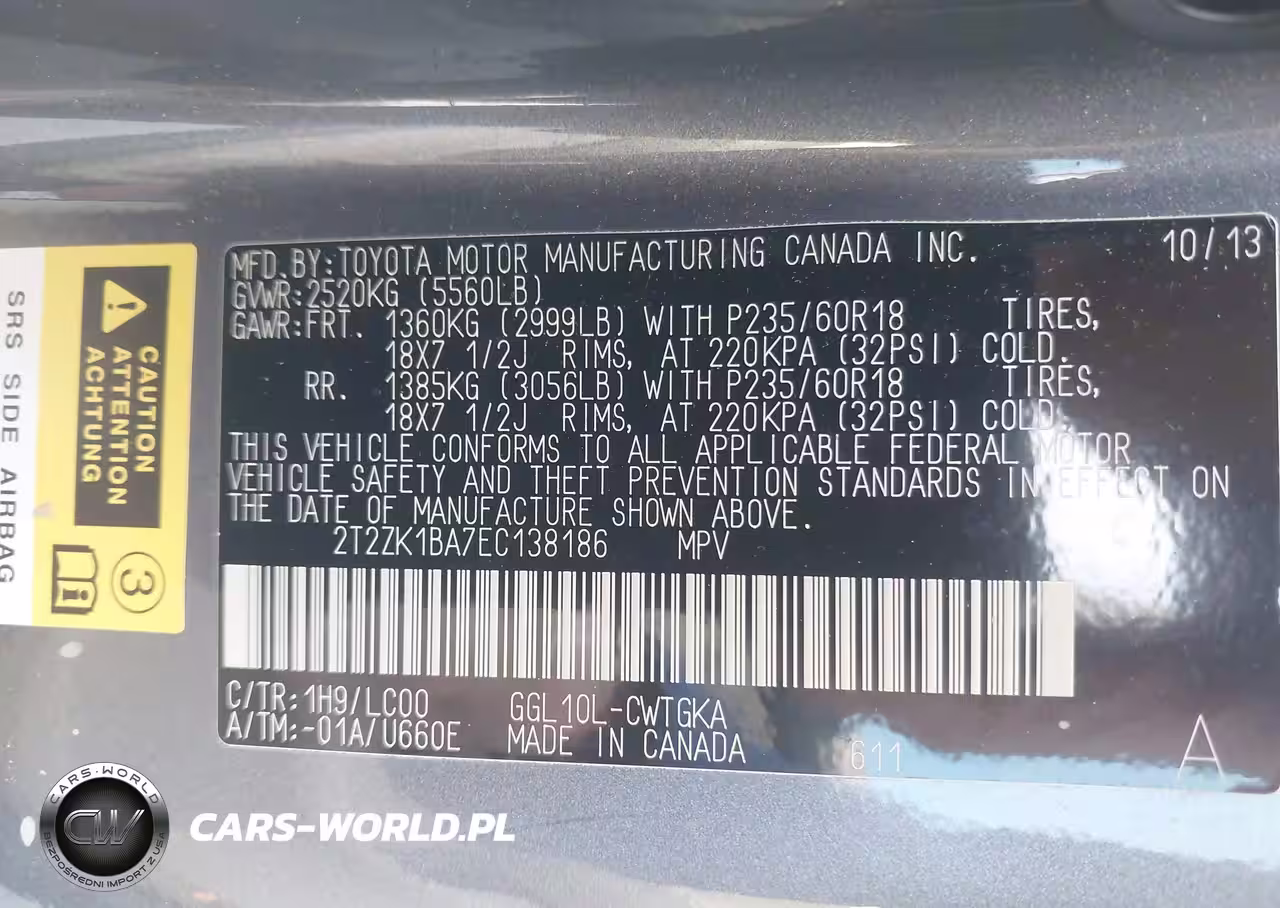 MFD. BY: TOYOTA MOTOR MANUFACTURING CANADA INC. 10/13
GVWR: 2520KG (5560LB)
GAWR: FRT. 1360KG (2999LB) WITH P235/60R18 TIRES,
18X7 1/2J RIMS, AT 220KPA (32PSI) COLD.
RR. 1385KG (3056LB) WITH P235/60R18 TIRES,
18X7 1/2J RIMS, AT 220KPA (32PSI) COLD.
THIS VEHICLE CONFORMS TO ALL APPLICABLE FEDERAL MOTOR
VEHICLE SAFETY AND THEFT PREVENTION STANDARDS IN EFFECT ON
THE DATE OF MANUFACTURE SHOWN ABOVE.
2T2ZK1BA7EC138186 MPV
C/TR: 1H9/LC00 GGL10L-CWTGKA
A/TM: -01A/U660E MADE IN CANADA 611 A
SRS SIDE AIRBAG
CAUTION
ATTENTION
ACHTUNG
3
CARS-WORLD
CW
BEZPOŚREDNI IMPORT Z USA
CARS-WORLD.PL